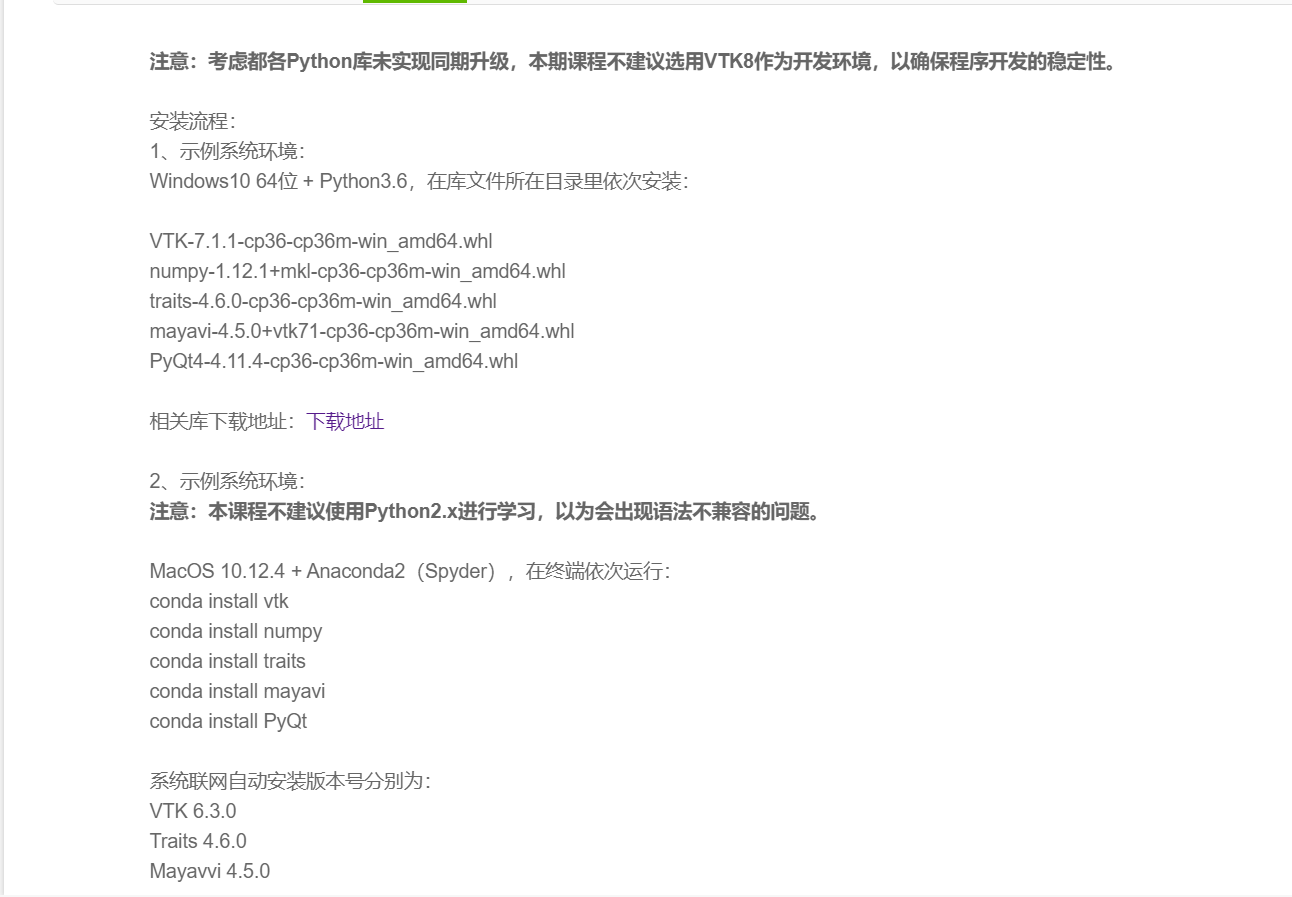 注意：考虑都各Python库未实现同期升级，本期课程不建议选用VTK8作为开发环境，以确保程序开发的稳定性。
安装流程：
1、示例系统环境：
Windows10 64位 + Python3.6，在库文件所在目录里依次安装：
VTK-7.1.1-cp36-cp36m-win_amd64.whl
numpy-1.12.1+mkl-cp36-cp36m-win_amd64.whl
traits-4.6.0-cp36-cp36m-win_amd64.whl
mayavi-4.5.0+vtk71-cp36-cp36m-win_amd64.whl
PyQt4-4.11.4-cp36-cp36m-win_amd64.whl
相关库下载地址：下载地址
2、示例系统环境：
注意：本课程不建议使用Python2.x进行学习，以为会出现语法不兼容的问题。
MacOS 10.12.4 + Anaconda2（Spyder），在终端依次运行：
conda install vtk
conda install numpy
conda install traits
conda install mayavi
conda install PyQt
系统联网自动安装版本号分别为：
VTK 6.3.0
Traits 4.6.0
Mayavvi 4.5.0